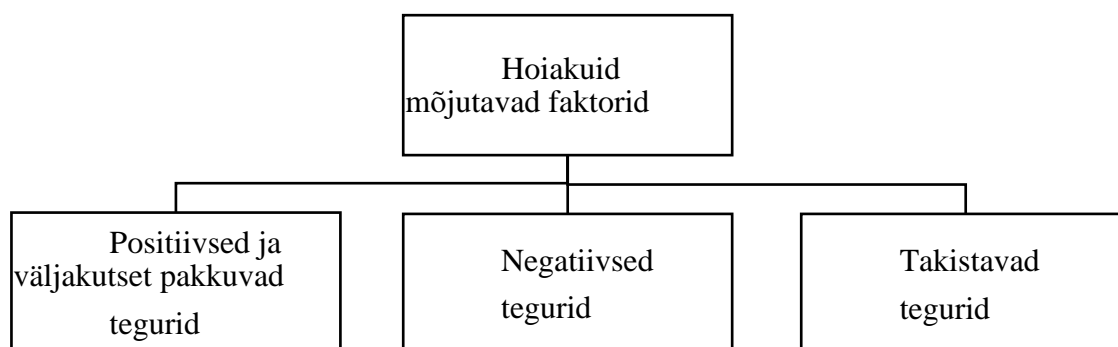 Hoiakuid
mõjutavad faktorid
Positiivsed ja
väljakutset pakkuvad
tegurid
Negatiivsed
tegurid
Takistavad
tegurid